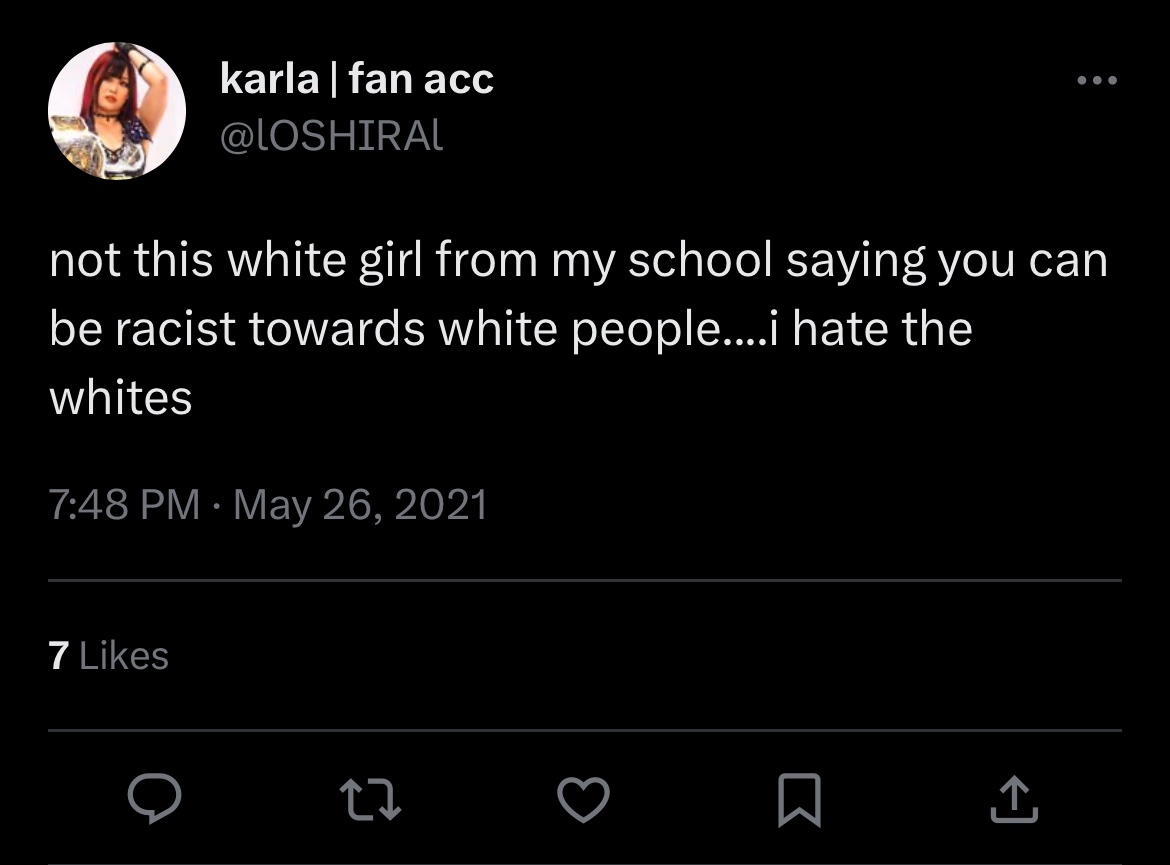 karla | fan acc
@lOSHIRAl
not this white girl from my school saying you can
be racist towards white people....i hate the
whites
7:48 PM · May 26, 2021
7 Likes